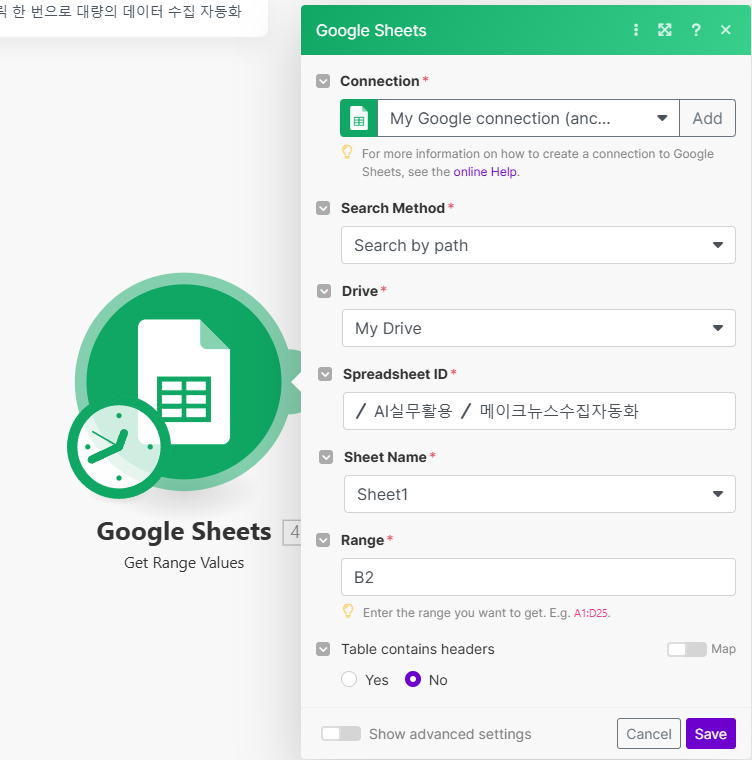 한 번으로 대량의 데이터 수집 자동화
Google Sheets
?
Connection*
My Google connection (anc...
Add
For more information on how to create a connection to Google
Sheets, see the online Help.
Search Method*
Search by path
Drive*
My Drive
Spreadsheet ID*
/ AI실무활용 / 메이크뉴스수집자동화
Sheet Name*
Sheet1
Google Sheets
4
Get Range Values
Range*
B2
Enter the range you want to get. E.g. A1:D25.
Table contains headers
Map
Yes
No
Show advanced settings
Cancel
Save